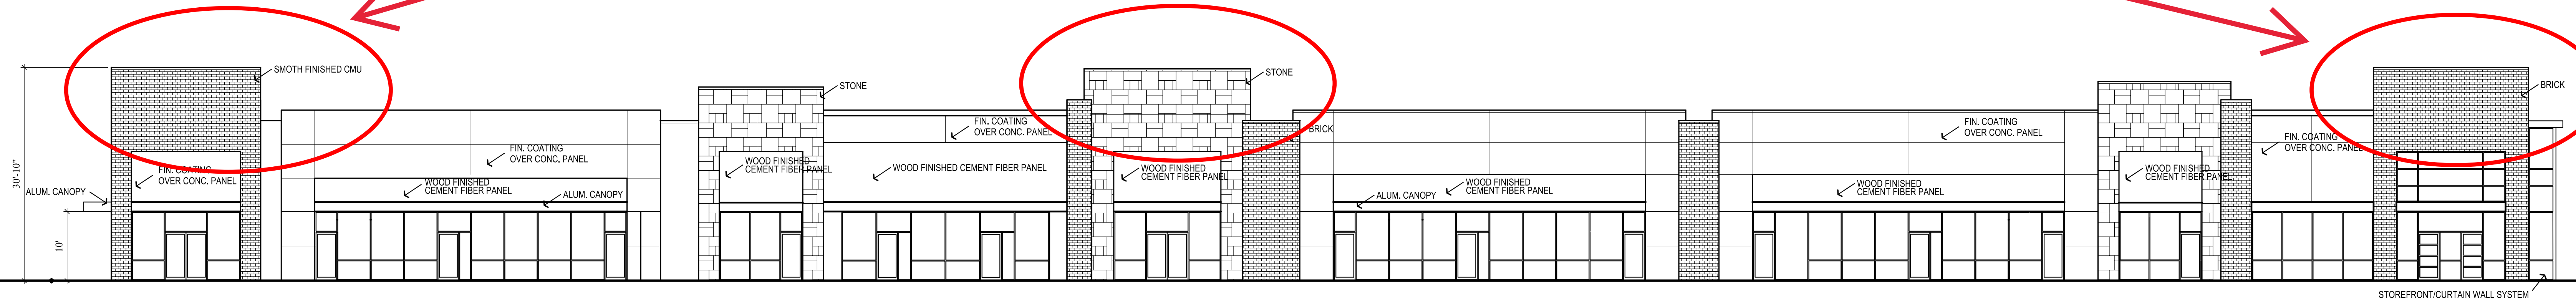 SMOTH FINISHED CMU
30'-10"
10'
ALUM. CANOPY
FIN. COATING
OVER CONC. PANEL
FIN. COATING
OVER CONC. PANEL
WOOD FINISHED
CEMENT FIBER PANEL
ALUM. CANOPY
STONE
WOOD FINISHED
CEMENT FIBER PANEL
FIN. COATING
OVER CONC. PANEL
WOOD FINISHED CEMENT FIBER PANEL
STONE
WOOD FINISHED
CEMENT FIBER PANEL
BRICK
ALUM. CANOPY
WOOD FINISHED
CEMENT FIBER PANEL
FIN. COATING
OVER CONC. PANEL
WOOD FINISHED
CEMENT FIBER PANEL
WOOD FINISHED
CEMENT FIBER PANEL
FIN. COATING
OVER CONC. PANEL
BRICK
STOREFRONT/CURTAIN WALL SYSTEM